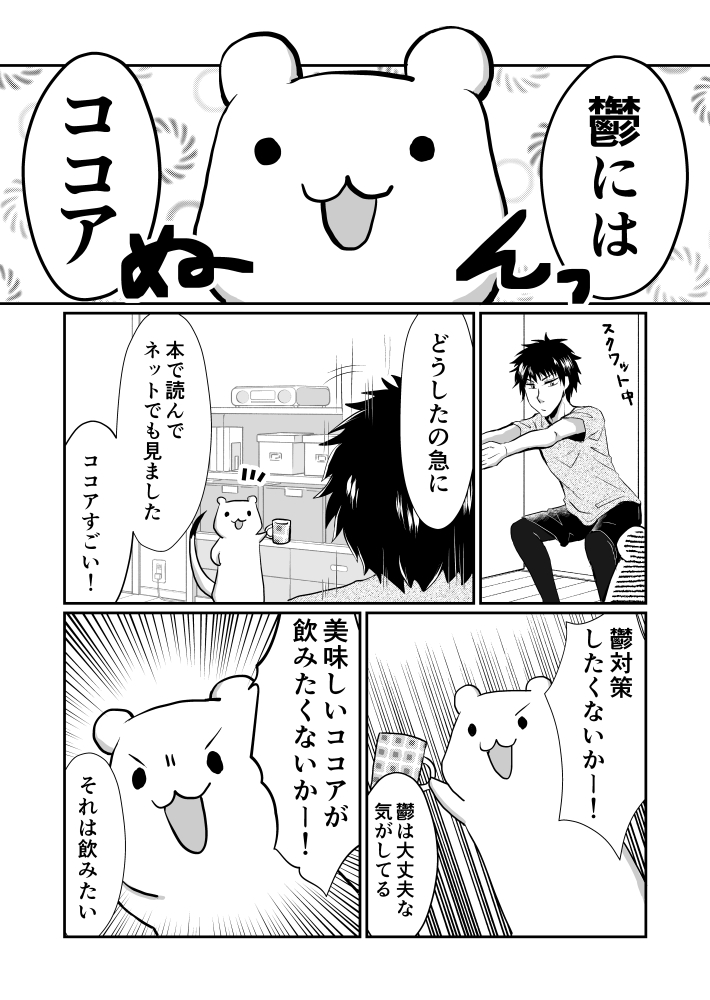 鬱には
ココア
ぬーんっ
スクワット中
どうしたの急に
本で読んで
ネットでも見ました
ココアすごい！
鬱対策
したくないかー！
鬱は大丈夫な
気がしてる
美味しいココアが
飲みたくないかー！
それは飲みたい